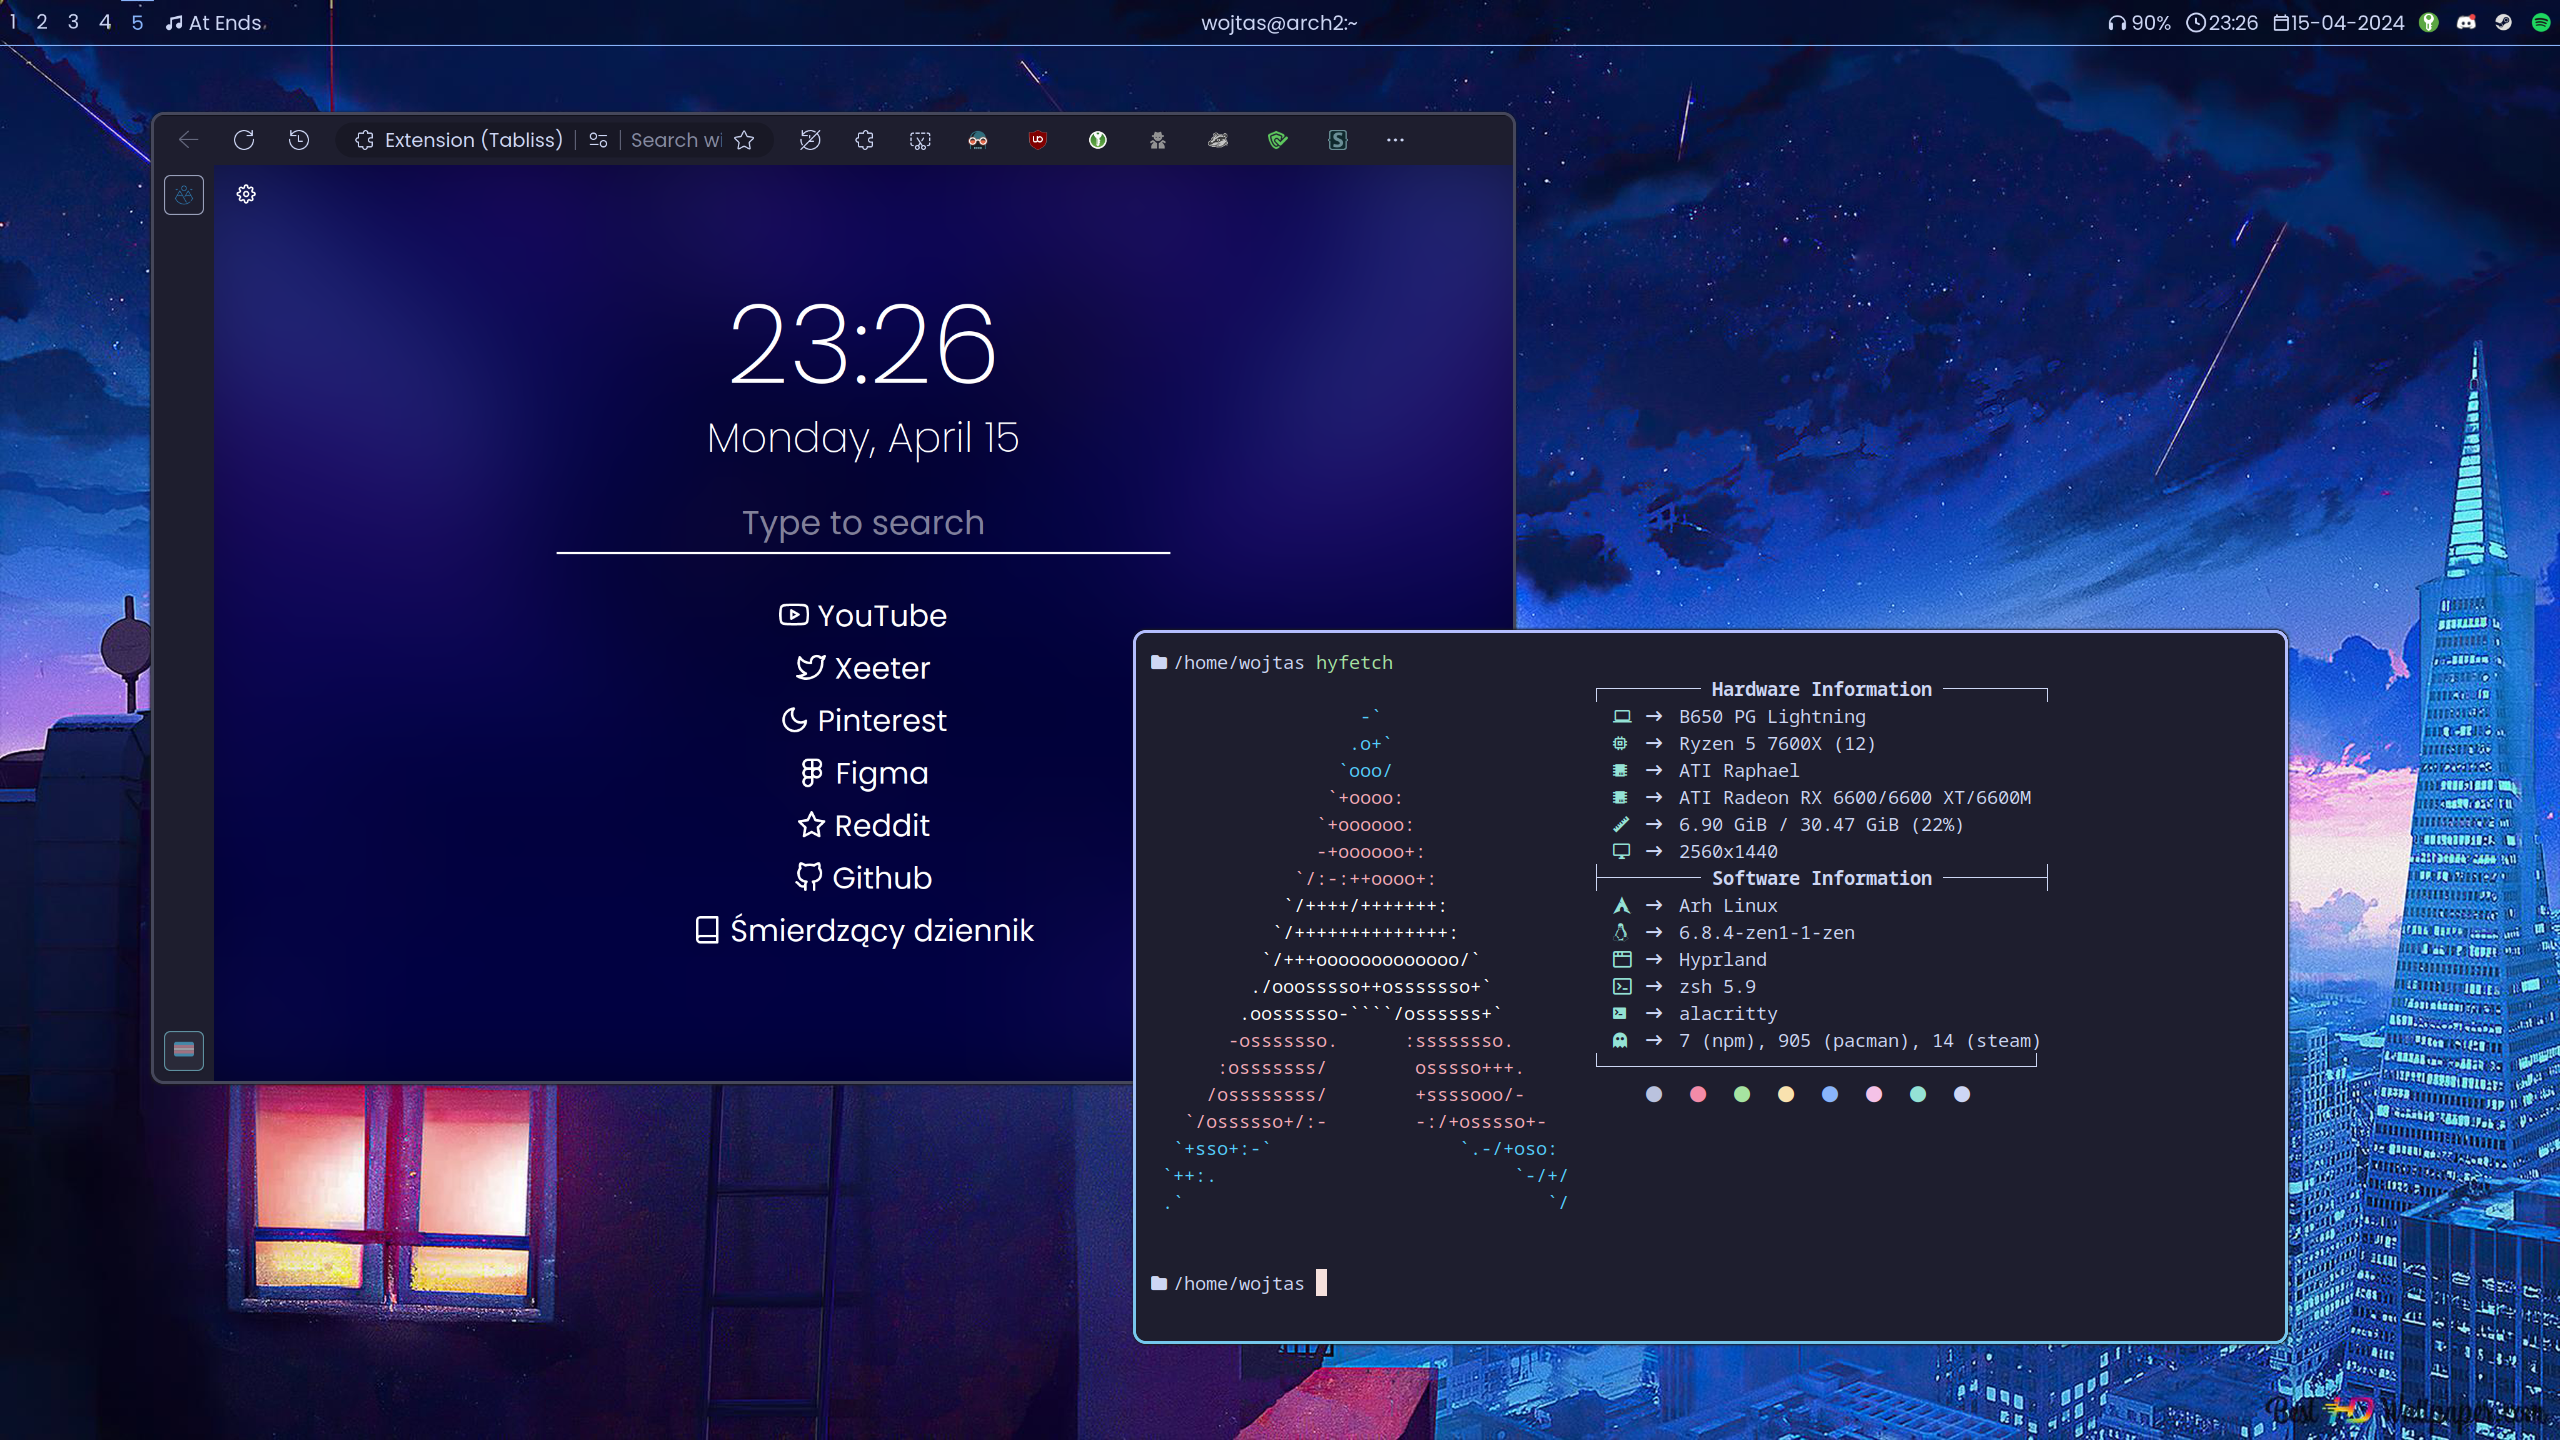 1 2 3 4 5 At Ends.
wojtas@arch2:~
90% 23:26 15-04-2024
Extension (Tabliss) Search wi
23:26
Monday, April 15
Type to search
YouTube
Xeeter
Pinterest
Figma
Reddit
Github
Śmierdzący dziennik
/home/wojtas hyfetch
Hardware Information
B650 PG Lightning
Ryzen 5 7600X (12)
ATI Raphael
ATI Radeon RX 6600/6600 XT/6600M
6.90 GiB / 30.47 GiB (22%)
2560x1440
Software Information
Arh Linux
6.8.4-zen1-1-zen
Hyprland
zsh 5.9
alacritty
7 (npm), 905 (pacman), 14 (steam)
-`
.o+`
`ooo/
`+oooo:
`+oooooo:
-+oooooo+:
`/:-:++oooo+:
`/++++/+++++++:
`/++++++++++++++:
`/+++ooooooooooooo/`
./ooosssso++osssssso+`
.oossssso-````/ossssss+`
-osssssso. :ssssssso.
:osssssss/ osssso+++.
/ossssssss/ +ssssooo/-
`/ossssso+/:- -:/+osssso+-
`+sso+:-` `.-/+oso:
`++:. `-/+/
.` `/
/home/wojtas
Best HD Wallpaper.com